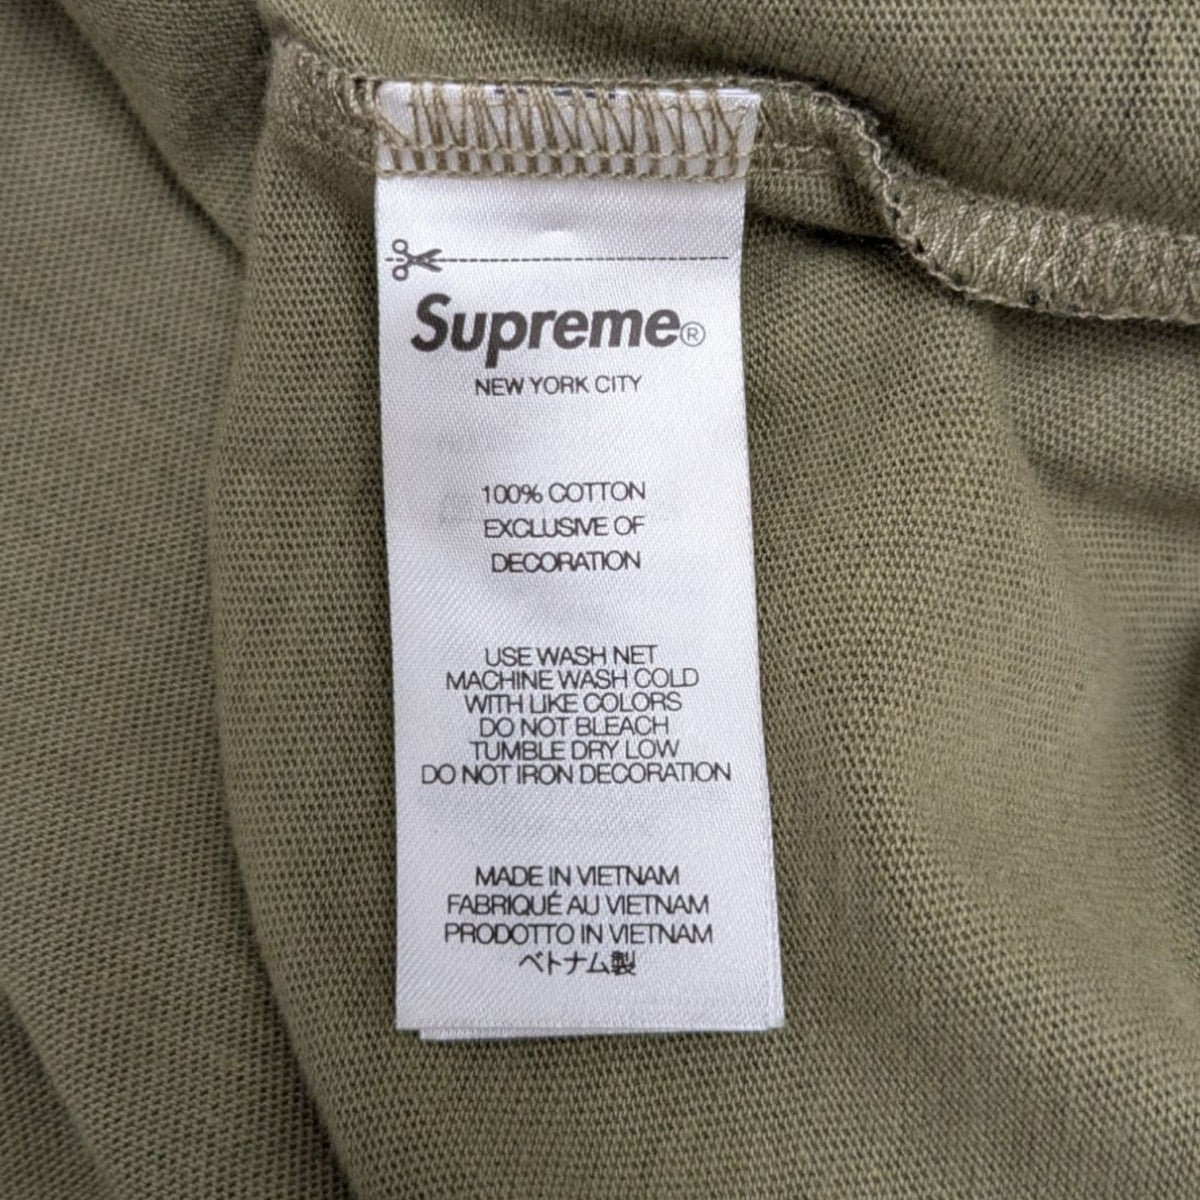 Supreme®
NEW YORK CITY
100% COTTON
EXCLUSIVE OF
DECORATION
USE WASH NET
MACHINE WASH COLD
WITH LIKE COLORS
DO NOT BLEACH
TUMBLE DRY LOW
DO NOT IRON DECORATION
MADE IN VIETNAM
FABRIQUÉ AU VIETNAM
PRODOTTO IN VIETNAM
ベトナム製